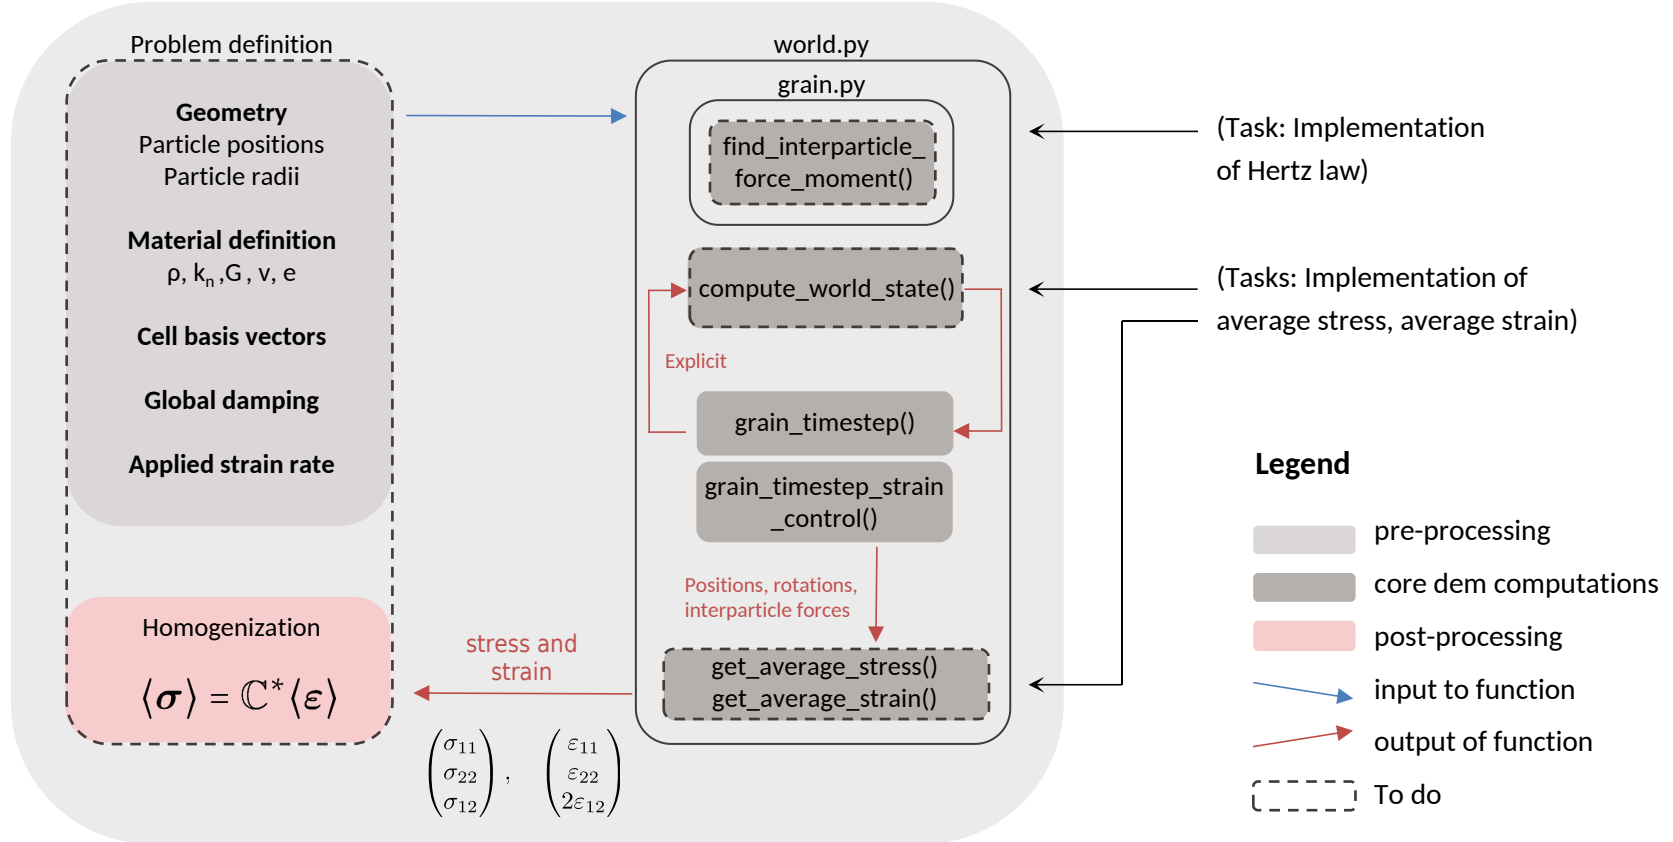 Problem definition
Geometry
Particle positions
Particle radii
Material definition
ρ, kₙ ,G , ν, e
Cell basis vectors
Global damping
Applied strain rate
Homogenization
⟨σ⟩ = ℂ*⟨ε⟩
world.py
grain.py
find_interparticle_
force_moment()
compute_world_state()
Explicit
grain_timestep()
grain_timestep_strain
_control()
Positions, rotations,
interparticle forces
get_average_stress()
get_average_strain()
stress and
strain
σ₁₁
σ₂₂
σ₁₂
,
ε₁₁
ε₂₂
2ε₁₂
(Task: Implementation
of Hertz law)
(Tasks: Implementation of
average stress, average strain)
Legend
pre-processing
core dem computations
post-processing
input to function
output of function
To do